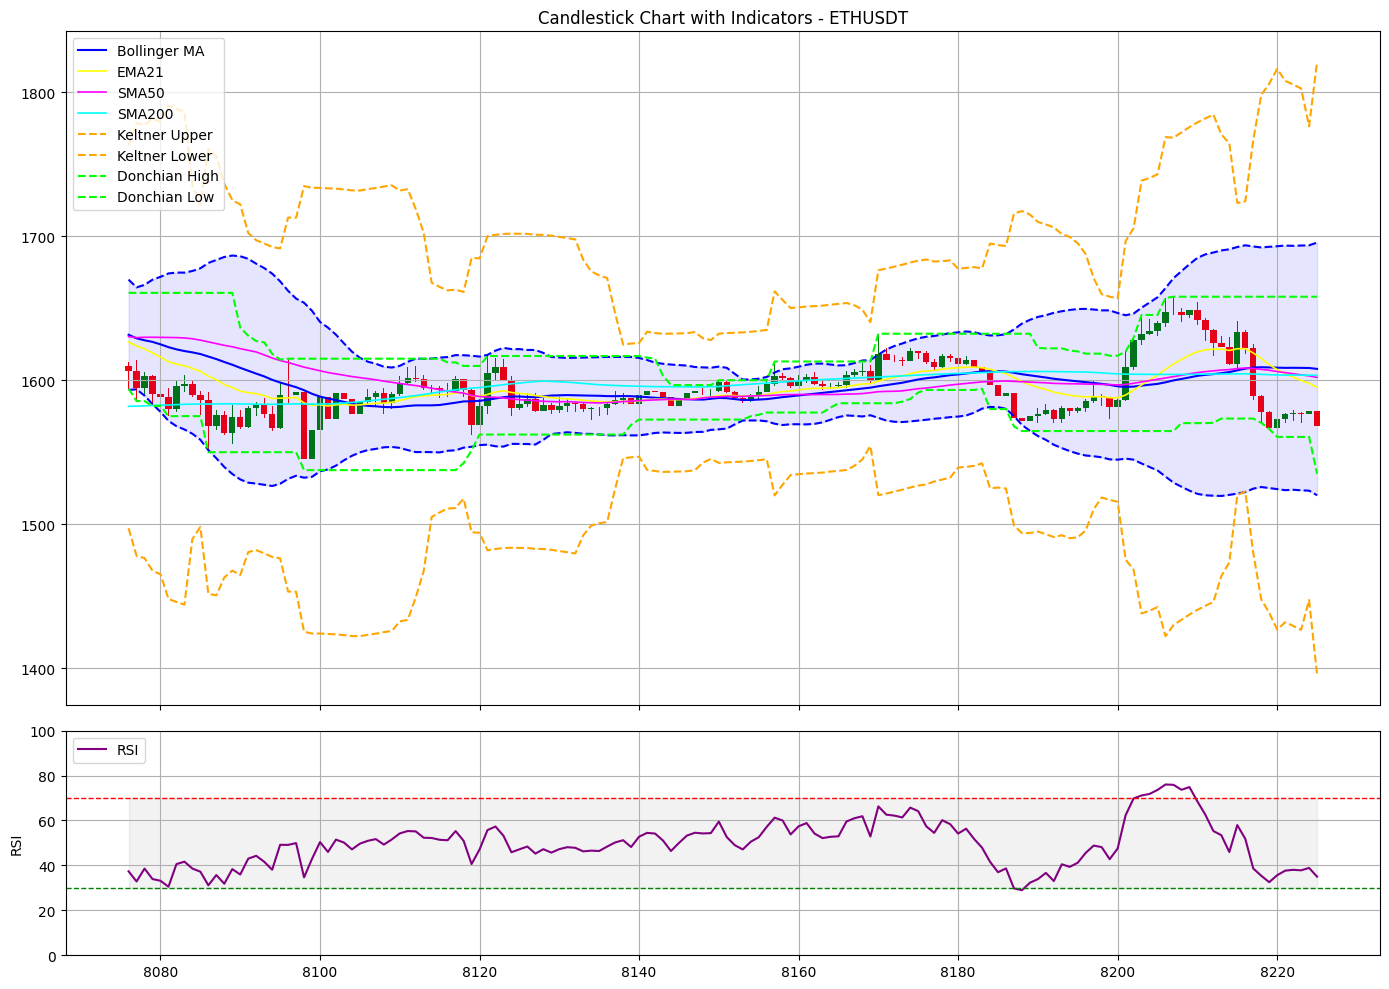 Candlestick Chart with Indicators - ETHUSDT
Bollinger MA
EMA21
SMA50
SMA200
Keltner Upper
Keltner Lower
Donchian High
Donchian Low
1800
1700
1600
1500
1400
RSI
100
80
60
40
20
0
RSI
8080 8100 8120 8140 8160 8180 8200 8220